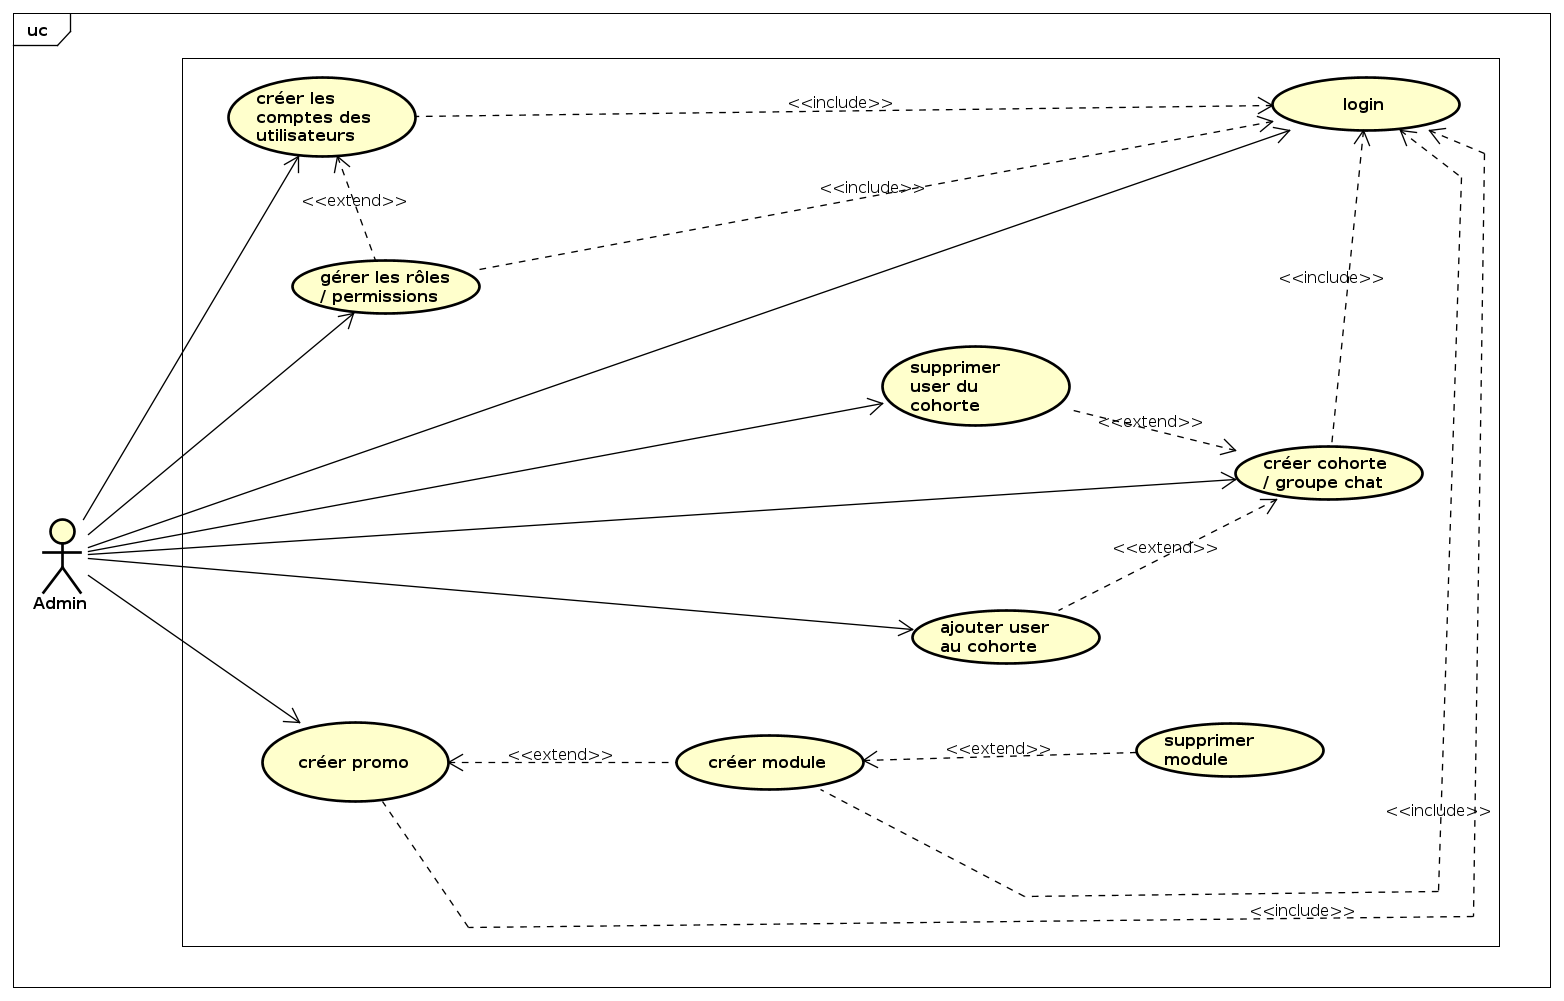 uc
créer les
comptes des
utilisateurs
<<include>>
login
<<include>>
<<extend>>
gérer les rôles
/ permissions
<<include>>
supprimer
user du
cohorte
<<extend>>
créer cohorte
/ groupe chat
<<extend>>
Admin
ajouter user
au cohorte
créer promo
<<extend>>
créer module
<<extend>>
supprimer
module
<<include>>
<<include>>